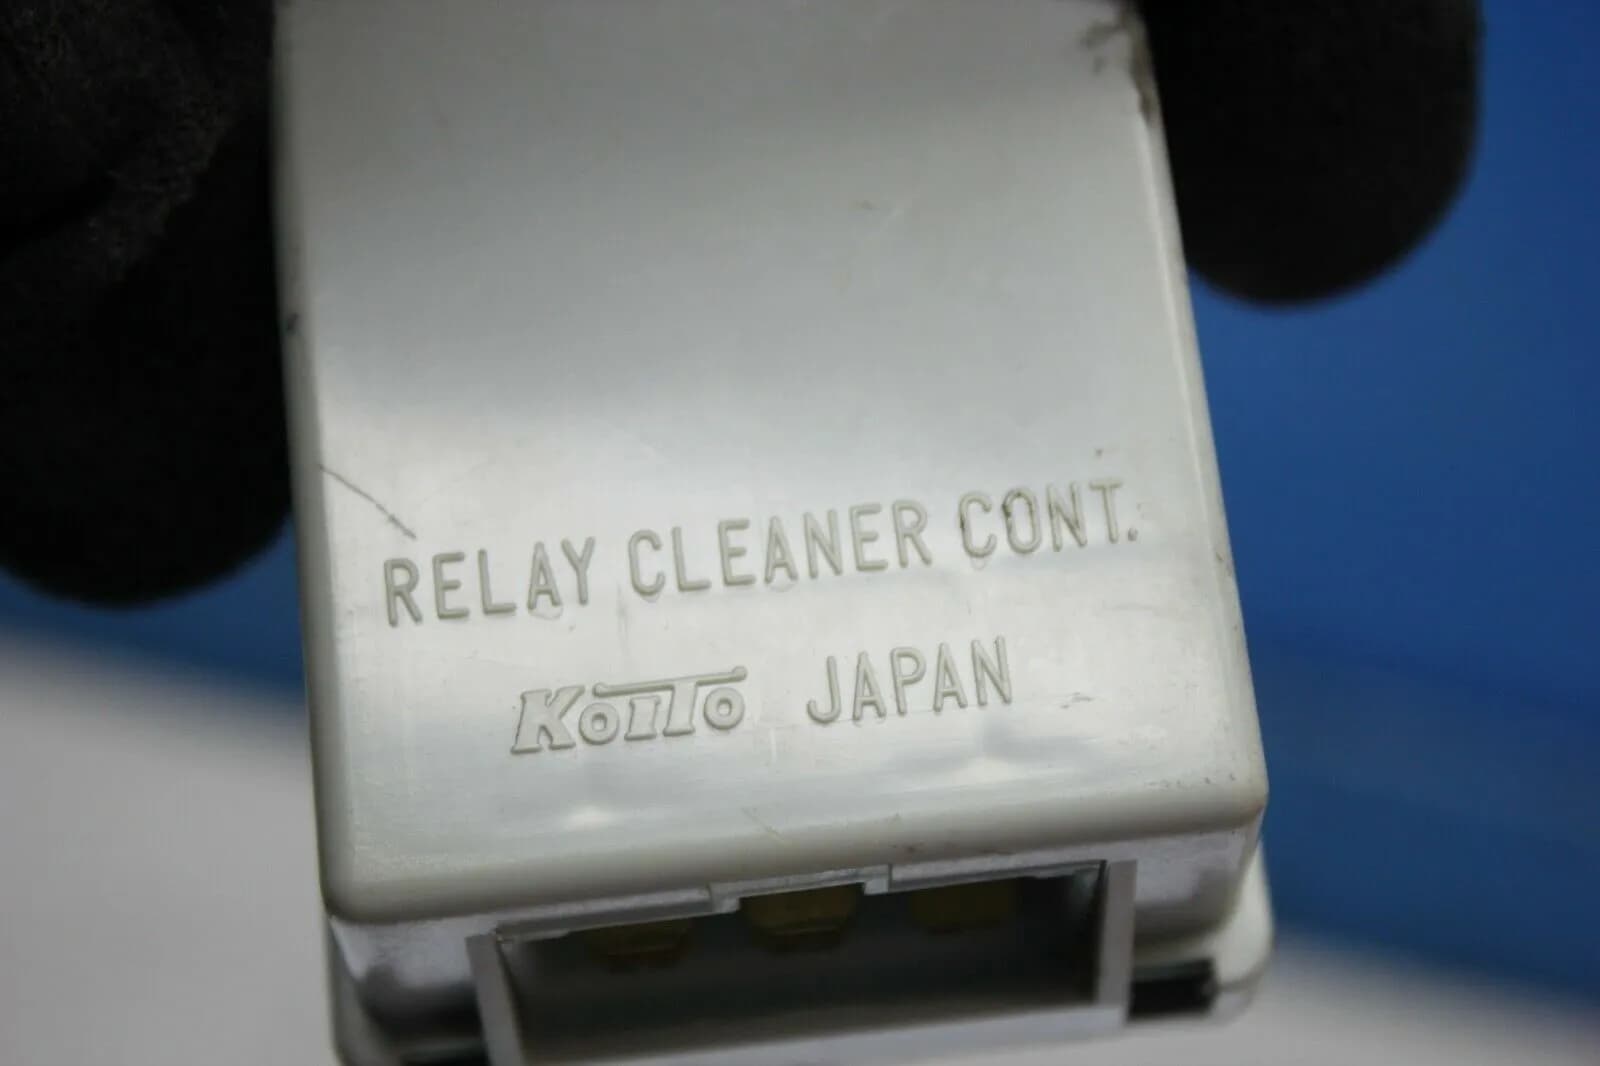 RELAY CLEANER CONT.
KOITO JAPAN